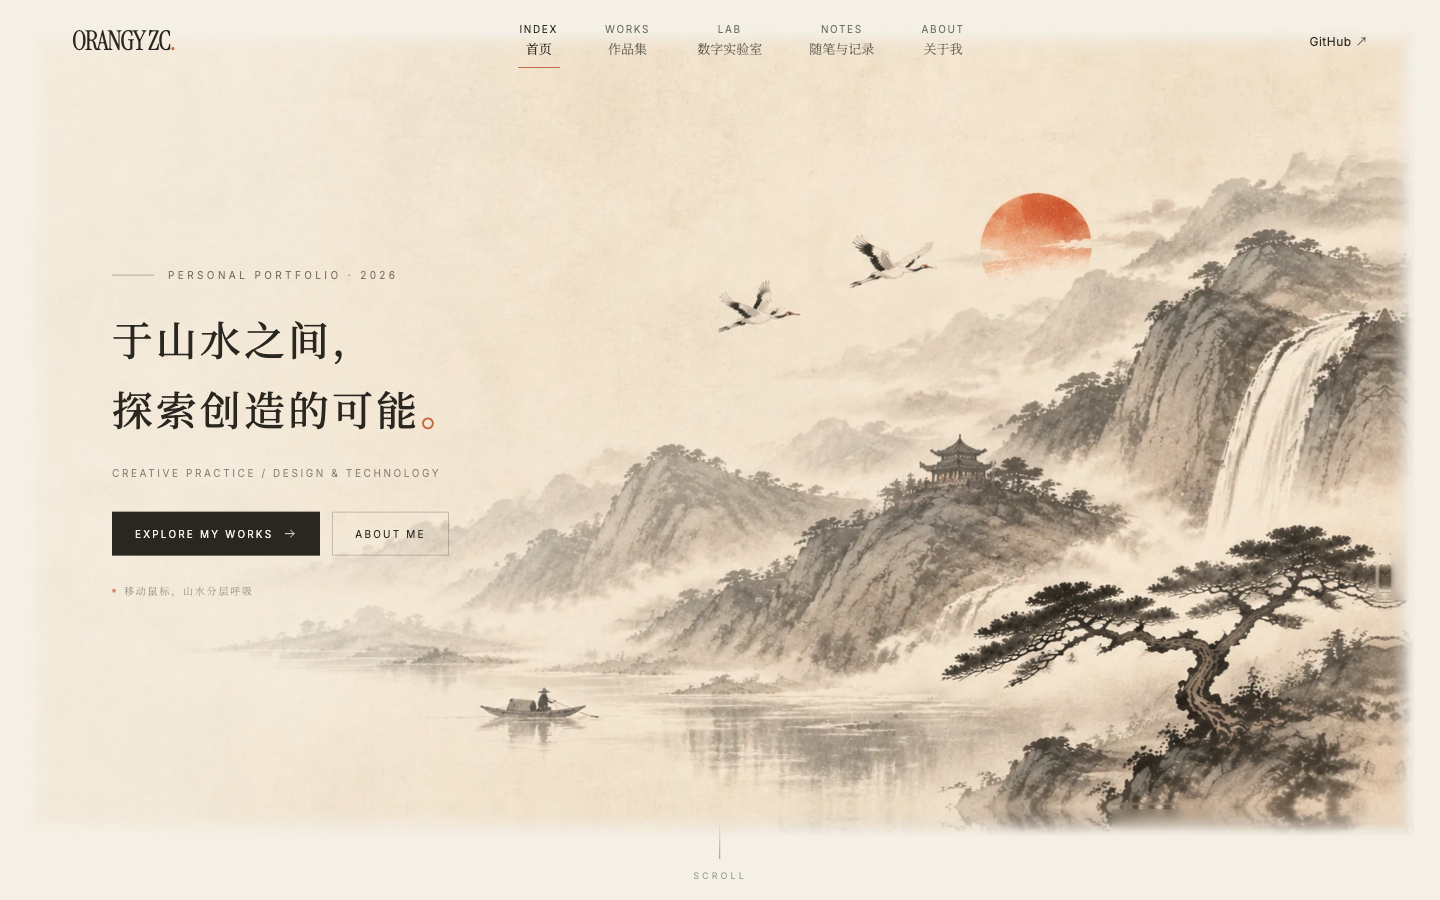 ORANGY ZC.
INDEX
首页
WORKS
作品集
LAB
数字实验室
NOTES
随笔与记录
ABOUT
关于我
GitHub ↗
PERSONAL PORTFOLIO · 2026
于山水之间，
探索创造的可能。
CREATIVE PRACTICE / DESIGN & TECHNOLOGY
EXPLORE MY WORKS →
ABOUT ME
移动鼠标，山水分层呼吸
SCROLL